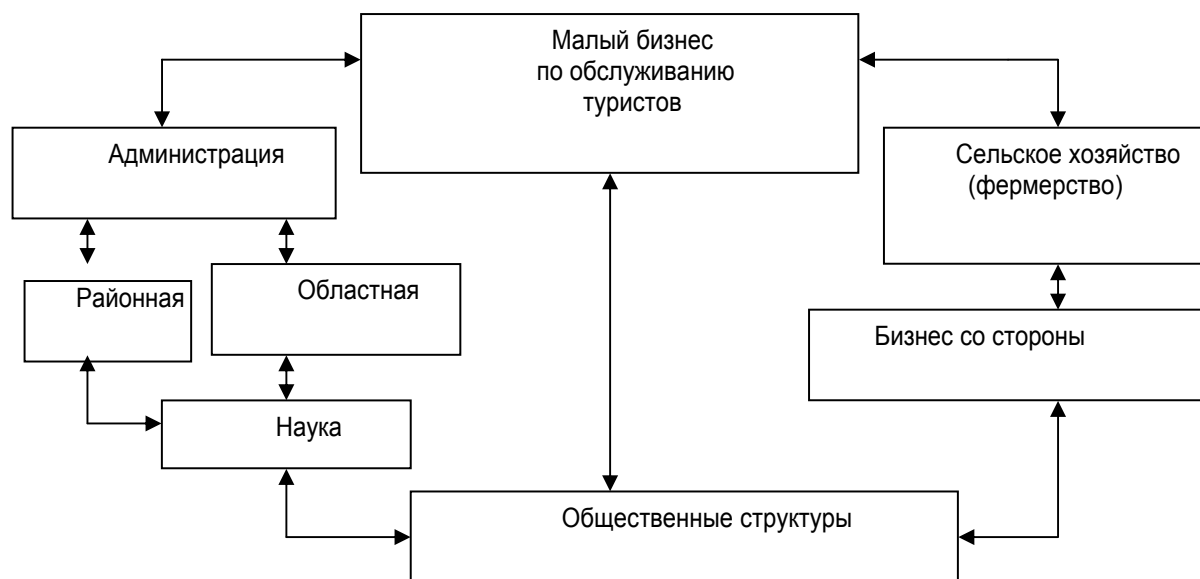 Малый бизнес
по обслуживанию
туристов
Администрация
Сельское хозяйство
(фермерство)
Районная
Областная
Бизнес со стороны
Наука
Общественные структуры